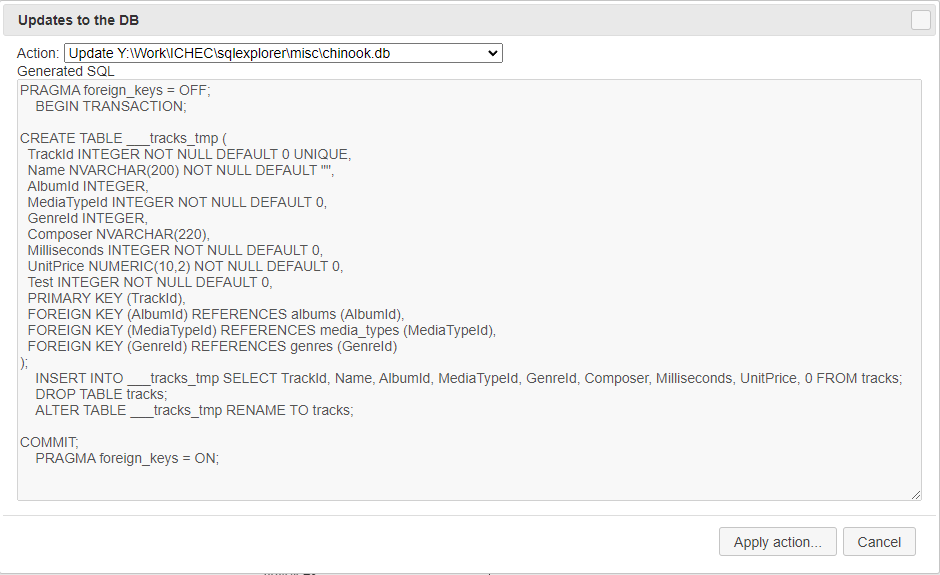 Updates to the DB
Action: Update Y:\Work\ICHEC\sqlexplorer\misc\chinook.db
Generated SQL
PRAGMA foreign_keys = OFF;
BEGIN TRANSACTION;
CREATE TABLE ___tracks_tmp (
TrackId INTEGER NOT NULL DEFAULT 0 UNIQUE,
Name NVARCHAR(200) NOT NULL DEFAULT "",
AlbumId INTEGER,
MediaTypeId INTEGER NOT NULL DEFAULT 0,
GenreId INTEGER,
Composer NVARCHAR(220),
Milliseconds INTEGER NOT NULL DEFAULT 0,
UnitPrice NUMERIC(10,2) NOT NULL DEFAULT 0,
Test INTEGER NOT NULL DEFAULT 0,
PRIMARY KEY (TrackId),
FOREIGN KEY (AlbumId) REFERENCES albums (AlbumId),
FOREIGN KEY (MediaTypeId) REFERENCES media_types (MediaTypeId),
FOREIGN KEY (GenreId) REFERENCES genres (GenreId)
);
INSERT INTO ___tracks_tmp SELECT TrackId, Name, AlbumId, MediaTypeId, GenreId, Composer, Milliseconds, UnitPrice, 0 FROM tracks;
DROP TABLE tracks;
ALTER TABLE ___tracks_tmp RENAME TO tracks;
COMMIT;
PRAGMA foreign_keys = ON;
Apply action... Cancel